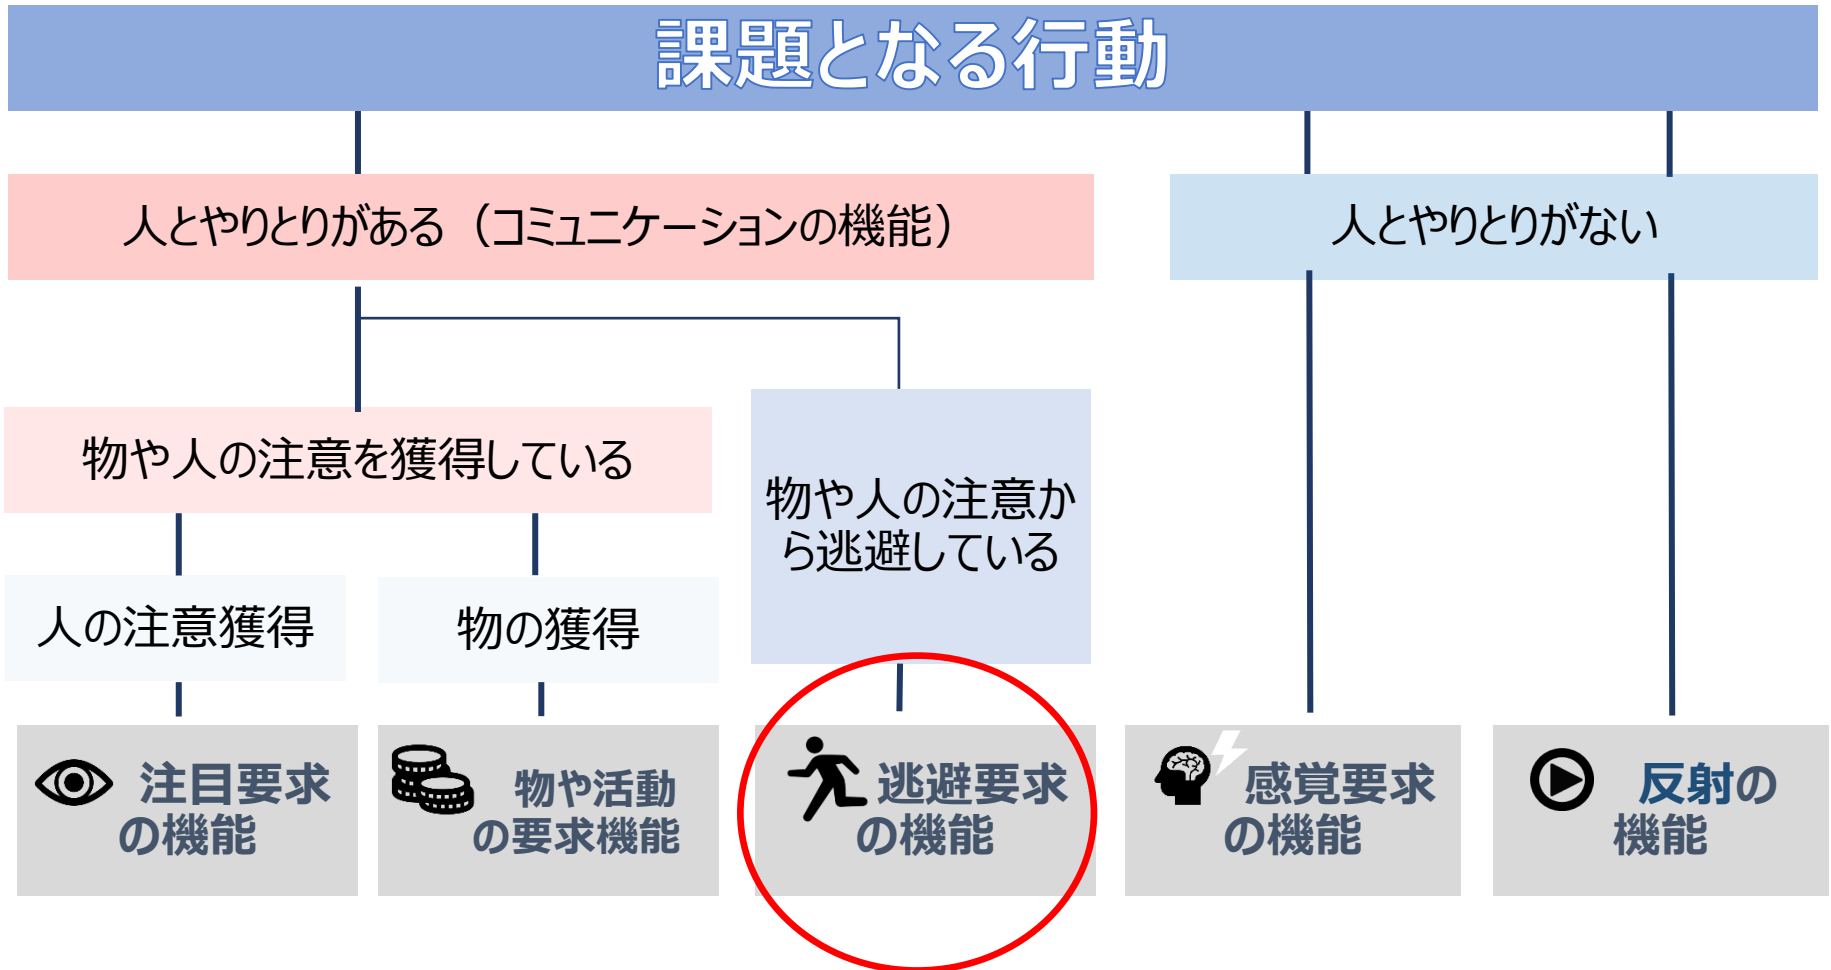 課題となる行動
人とやりとりがある（コミュニケーションの機能）
人とやりとりがない
物や人の注意を獲得している
物や人の注意か
ら逃避している
人の注意獲得
物の獲得
注目要求
の機能
物や活動
の要求機能
逃避要求
の機能
感覚要求
の機能
反射の
機能